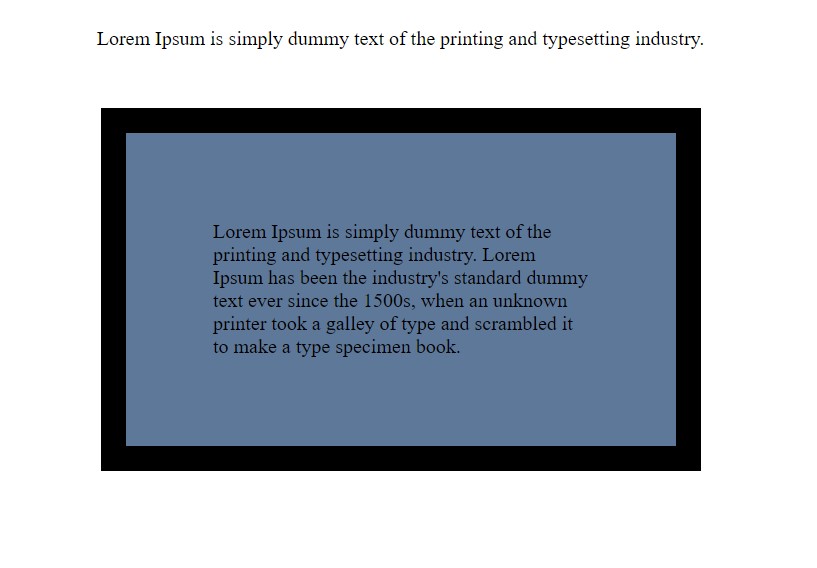 Lorem Ipsum is simply dummy text of the printing and typesetting industry.
Lorem Ipsum is simply dummy text of the
printing and typesetting industry. Lorem
Ipsum has been the industry's standard dummy
text ever since the 1500s, when an unknown
printer took a galley of type and scrambled it
to make a type specimen book.